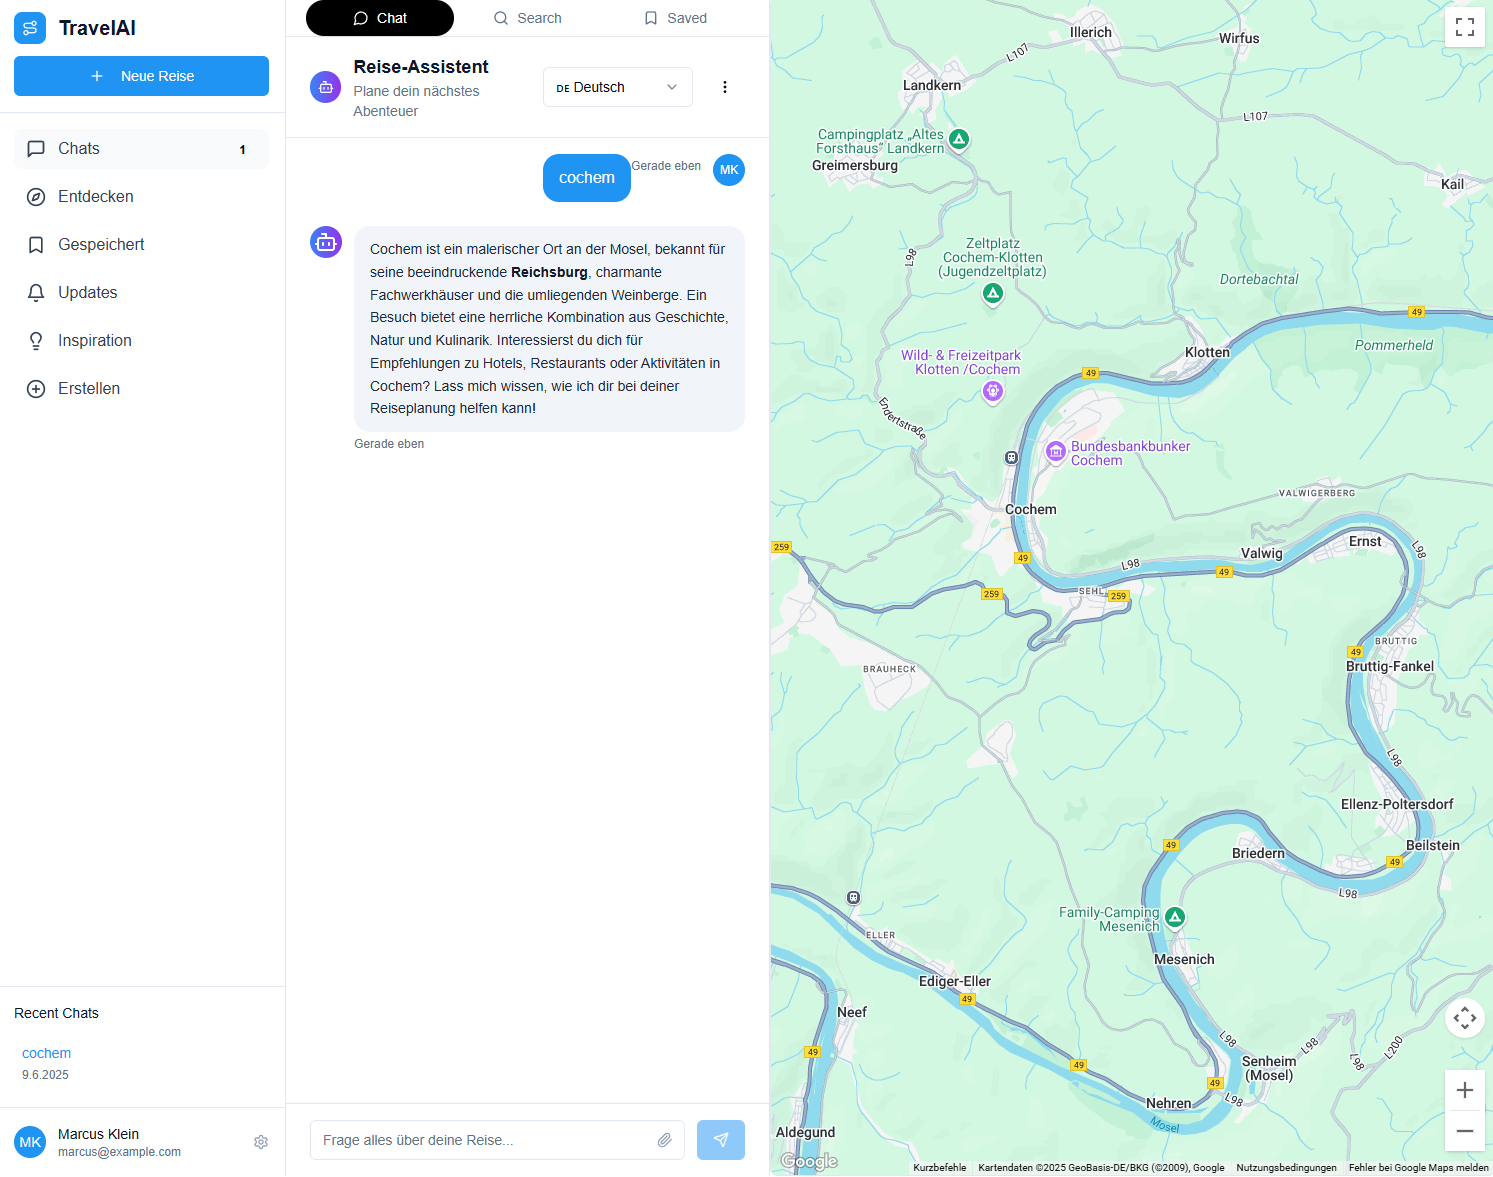 TravelAI
Neue Reise
Chats 1
Entdecken
Gespeichert
Updates
Inspiration
Erstellen
Recent Chats
cochem
9.6.2025
MK
Marcus Klein
marcus@example.com
Chat
Search
Saved
Reise-Assistent
Plane dein nächstes
Abenteuer
DE Deutsch
cochem
Gerade eben
MK
Cochem ist ein malerischer Ort an der Mosel, bekannt für
seine beeindruckende Reichsburg, charmante
Fachwerkhäuser und die umliegenden Weinberge. Ein
Besuch bietet eine herrliche Kombination aus Geschichte,
Natur und Kulinarik. Interessierst du dich für
Empfehlungen zu Hotels, Restaurants oder Aktivitäten in
Cochem? Lass mich wissen, wie ich dir bei deiner
Reiseplanung helfen kann!
Gerade eben
Frage alles über deine Reise...
Illerich
Wirfus
L107
Landkern
L107
Campingplatz „Altes
Forsthaus“ Landkern
Greimersburg
Kail
Zeltplatz
Cochem-Klotten
(Jugendzeltplatz)
L98
Dortebachtal
49
Pommerheld
Klotten
Wild- & Freizeitpark
Klotten /Cochem
49
Endertstraße
Bundesbankbunker
Cochem
VALWIGERBERG
Cochem
259
49
L98
Valwig
Ernst
L98
49
SEHL
259
259
BRUTTIG
49
Bruttig-Fankel
BRAUHECK
L98
Ellenz-Poltersdorf
49
Briedern
Beilstein
49
L98
Family-Camping
Mesenich
ELLER
Mesenich
Ediger-Eller
49
Neef
L98
L98
L98
L200
49
49
Senheim
(Mosel)
49
L98
Nehren
Mosel
Aldegund
Google
Kurzbefehle
Kartendaten ©2025 GeoBasis-DE/BKG (©2009), Google
Nutzungsbedingungen
Fehler bei Google Maps melden